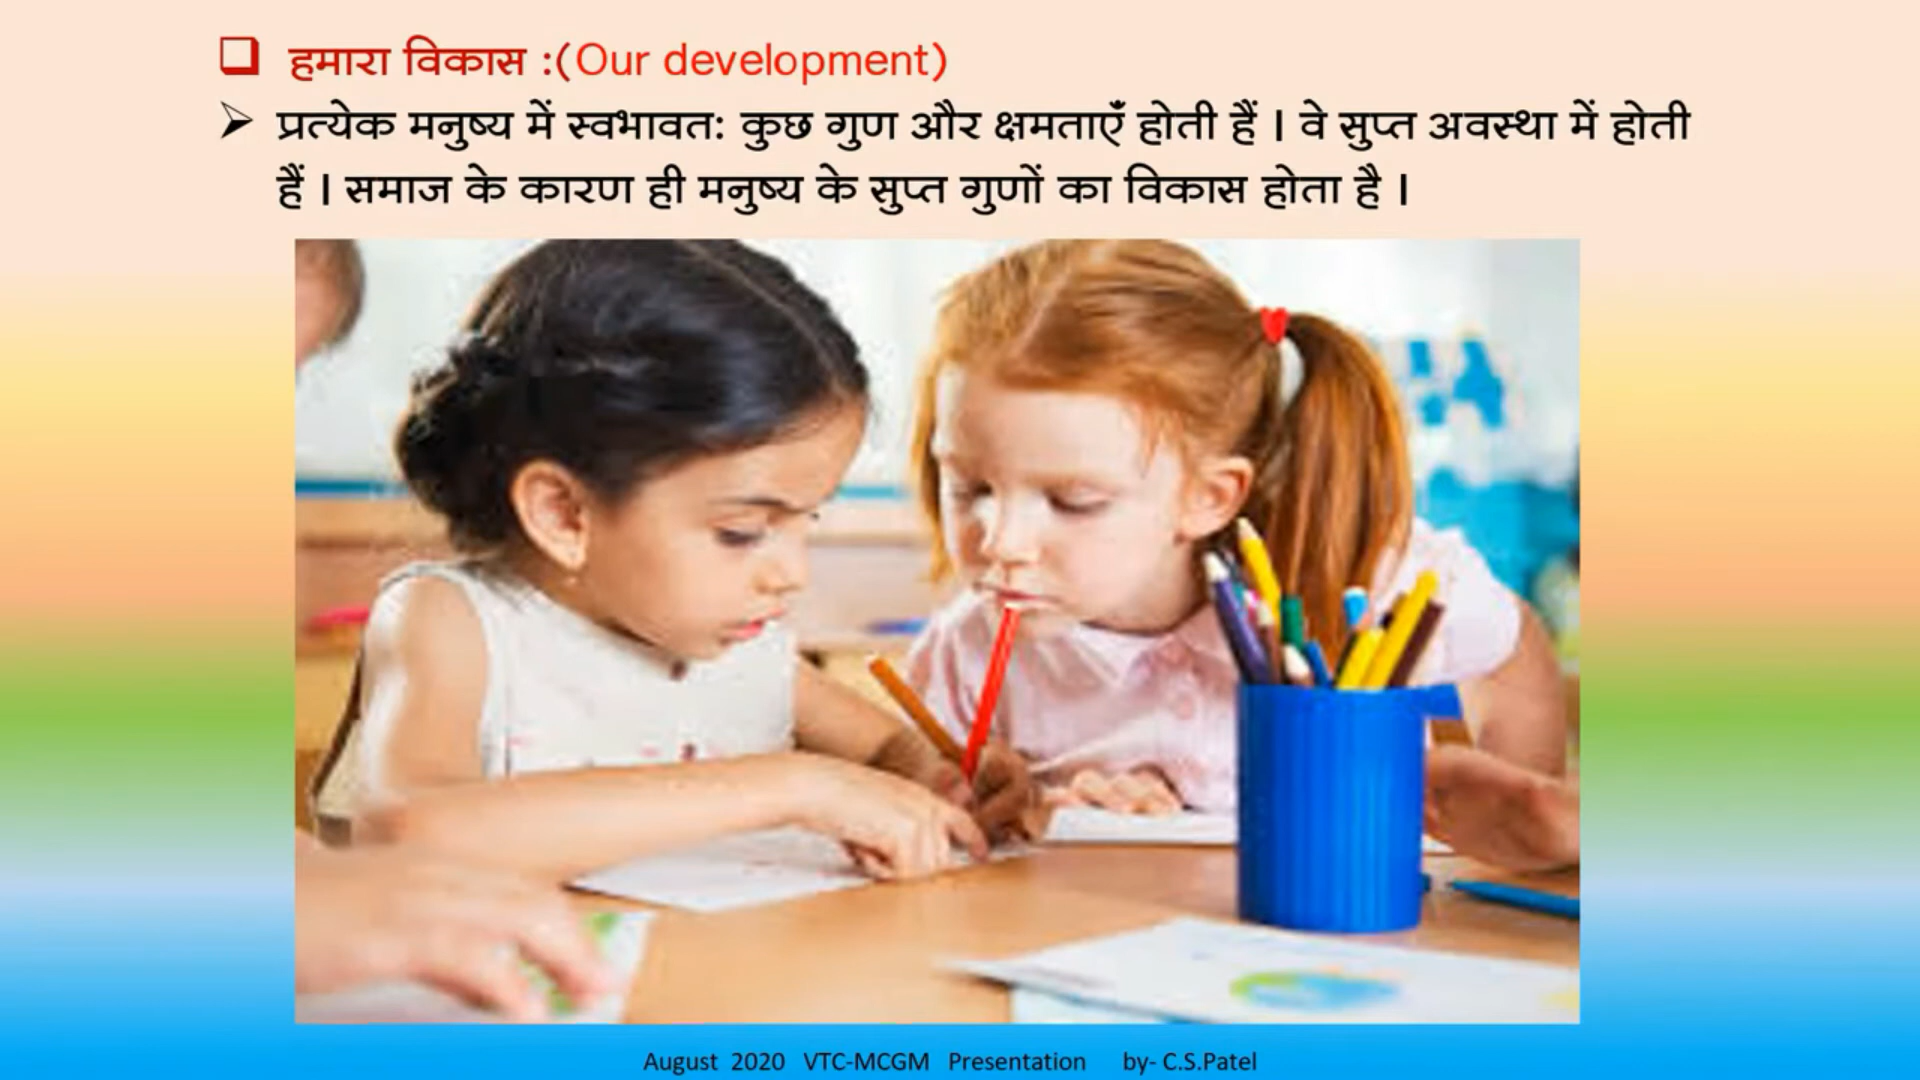 हमारा विकास :(Our development)
प्रत्येक मनुष्य में स्वभावत: कुछ गुण और क्षमताएँ होती हैं । वे सुप्त अवस्था में होती
हैं । समाज के कारण ही मनुष्य के सुप्त गुणों का विकास होता है ।
August 2020 VTC-MCGM Presentation by- C.S.Patel